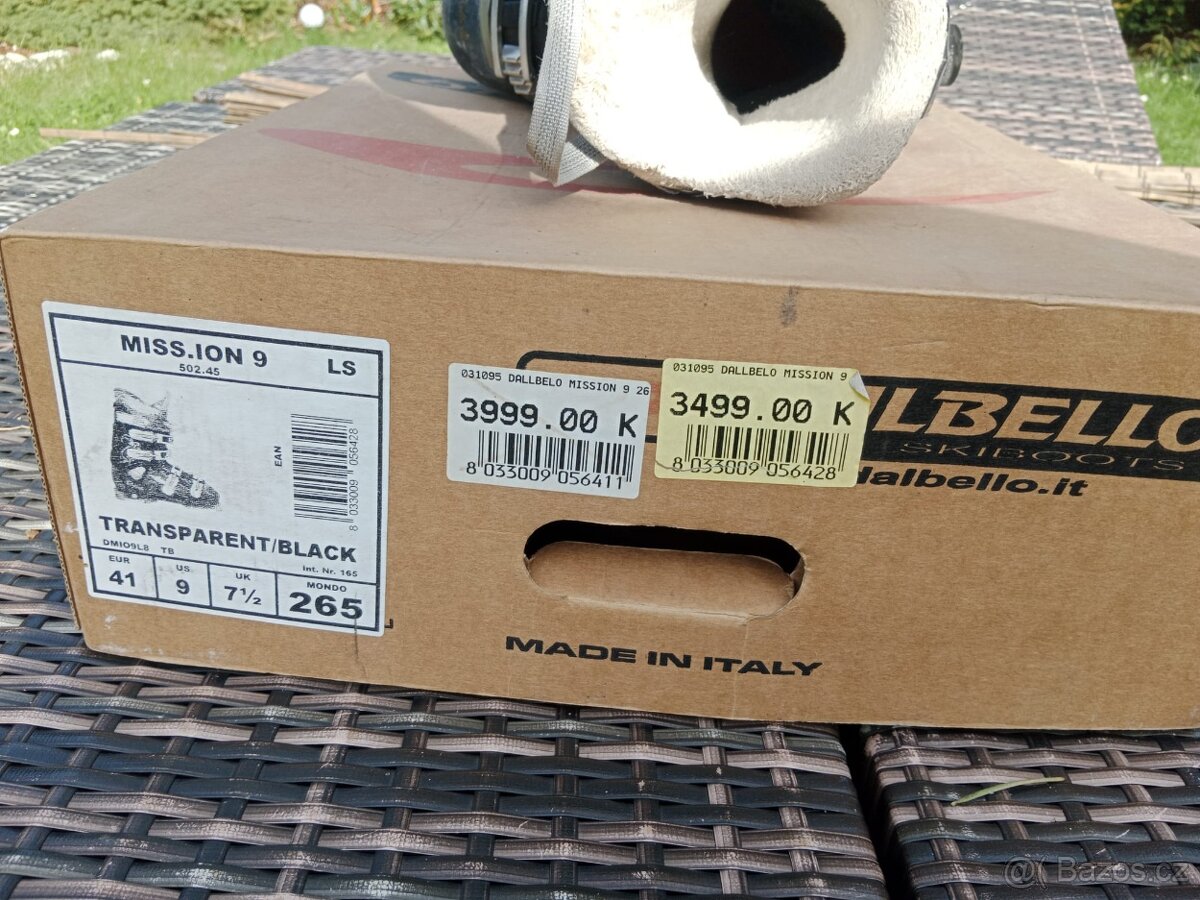 MISS.ION 9
LS
502.45
EAN
8 033009 056428
TRANSPARENT/BLACK
DMIO9L8 TB
Int. Nr. 165
EUR
41
US
9
UK
7½
MONDO
265
031095 DALLBELO MISSION 9 26
3999.00 K
8 033009 056411
031095 DALLBELO MISSION 9
3499.00 K
8 033009 056428
LBELLO
SKIBOOTS
dalbello.it
MADE IN ITALY
@ Bazos.cz